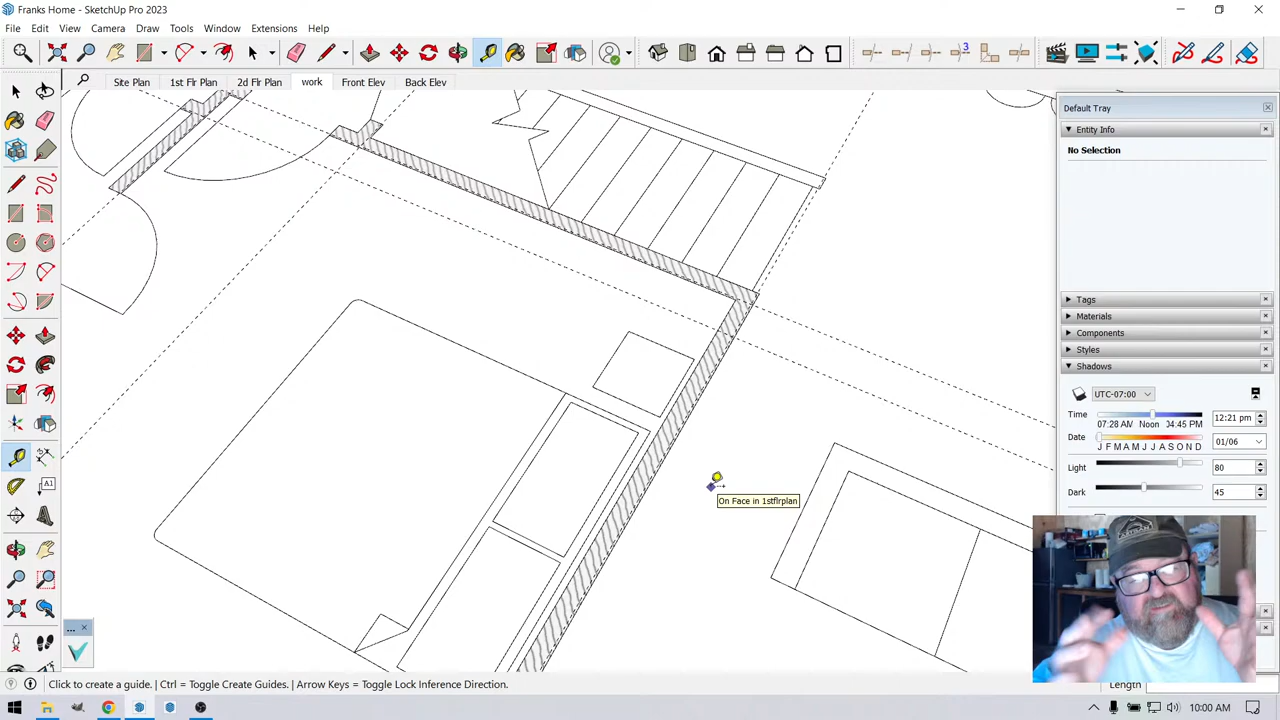 Franks Home - SketchUp Pro 2023
File Edit View Camera Draw Tools Window Extensions Help
3
Site Plan 1st Flr Plan 2d Flr Plan work Front Elev Back Elev
Default Tray
Entity Info
No Selection
Tags
Materials
Components
Styles
Shadows
UTC-07:00
Time 12:21 pm
07:28 AM Noon 04:45 PM
Date 01/06
J F M A M J J A S O N D
Light 80
Dark 45
A1
On Face in 1stflrplan
...
Click to create a guide. | Ctrl = Toggle Create Guides. | Arrow Keys = Toggle Lock Inference Direction.
Length
10:00 AM